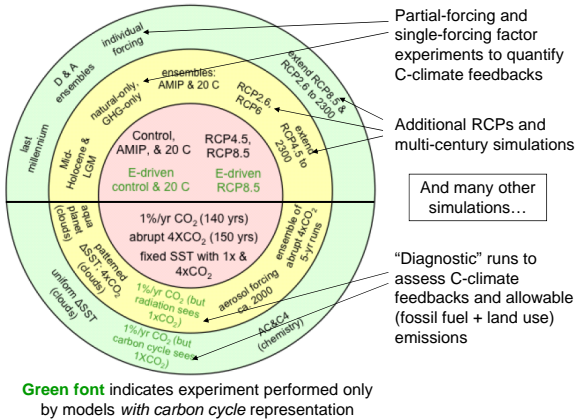 individual
forcing
D & A
ensembles
last
millennium
extend RCP8.5 &
RCP2.6 to 2300
ensembles:
AMIP & 20 C
natural-only,
GHG-only
Mid-
Holocene &
LGM
RCP2.6,
RCP6
extend
RCP4.5 to
2300
Control,
AMIP, & 20 C
RCP4.5,
RCP8.5
E-driven
control & 20 C
E-driven
RCP8.5
1%/yr CO₂ (140 yrs)
abrupt 4XCO₂ (150 yrs)
fixed SST with 1x &
4xCO₂
aqua
planet
(clouds)
patterned
ΔSST: 4xCO₂
(clouds)
uniform ΔSST
(clouds)
1%/yr CO₂ (but
radiation sees
1xCO₂)
1%/yr CO₂ (but
carbon cycle sees
1XCO₂)
aerosol forcing
ca. 2000
ensemble of
abrupt 4xCO₂
5-yr runs
AC&C4
(chemistry)
Partial-forcing and
single-forcing factor
experiments to quantify
C-climate feedbacks
Additional RCPs and
multi-century simulations
And many other
simulations…
“Diagnostic” runs to
assess C-climate
feedbacks and allowable
(fossil fuel + land use)
emissions
Green font indicates experiment performed only
by models with carbon cycle representation